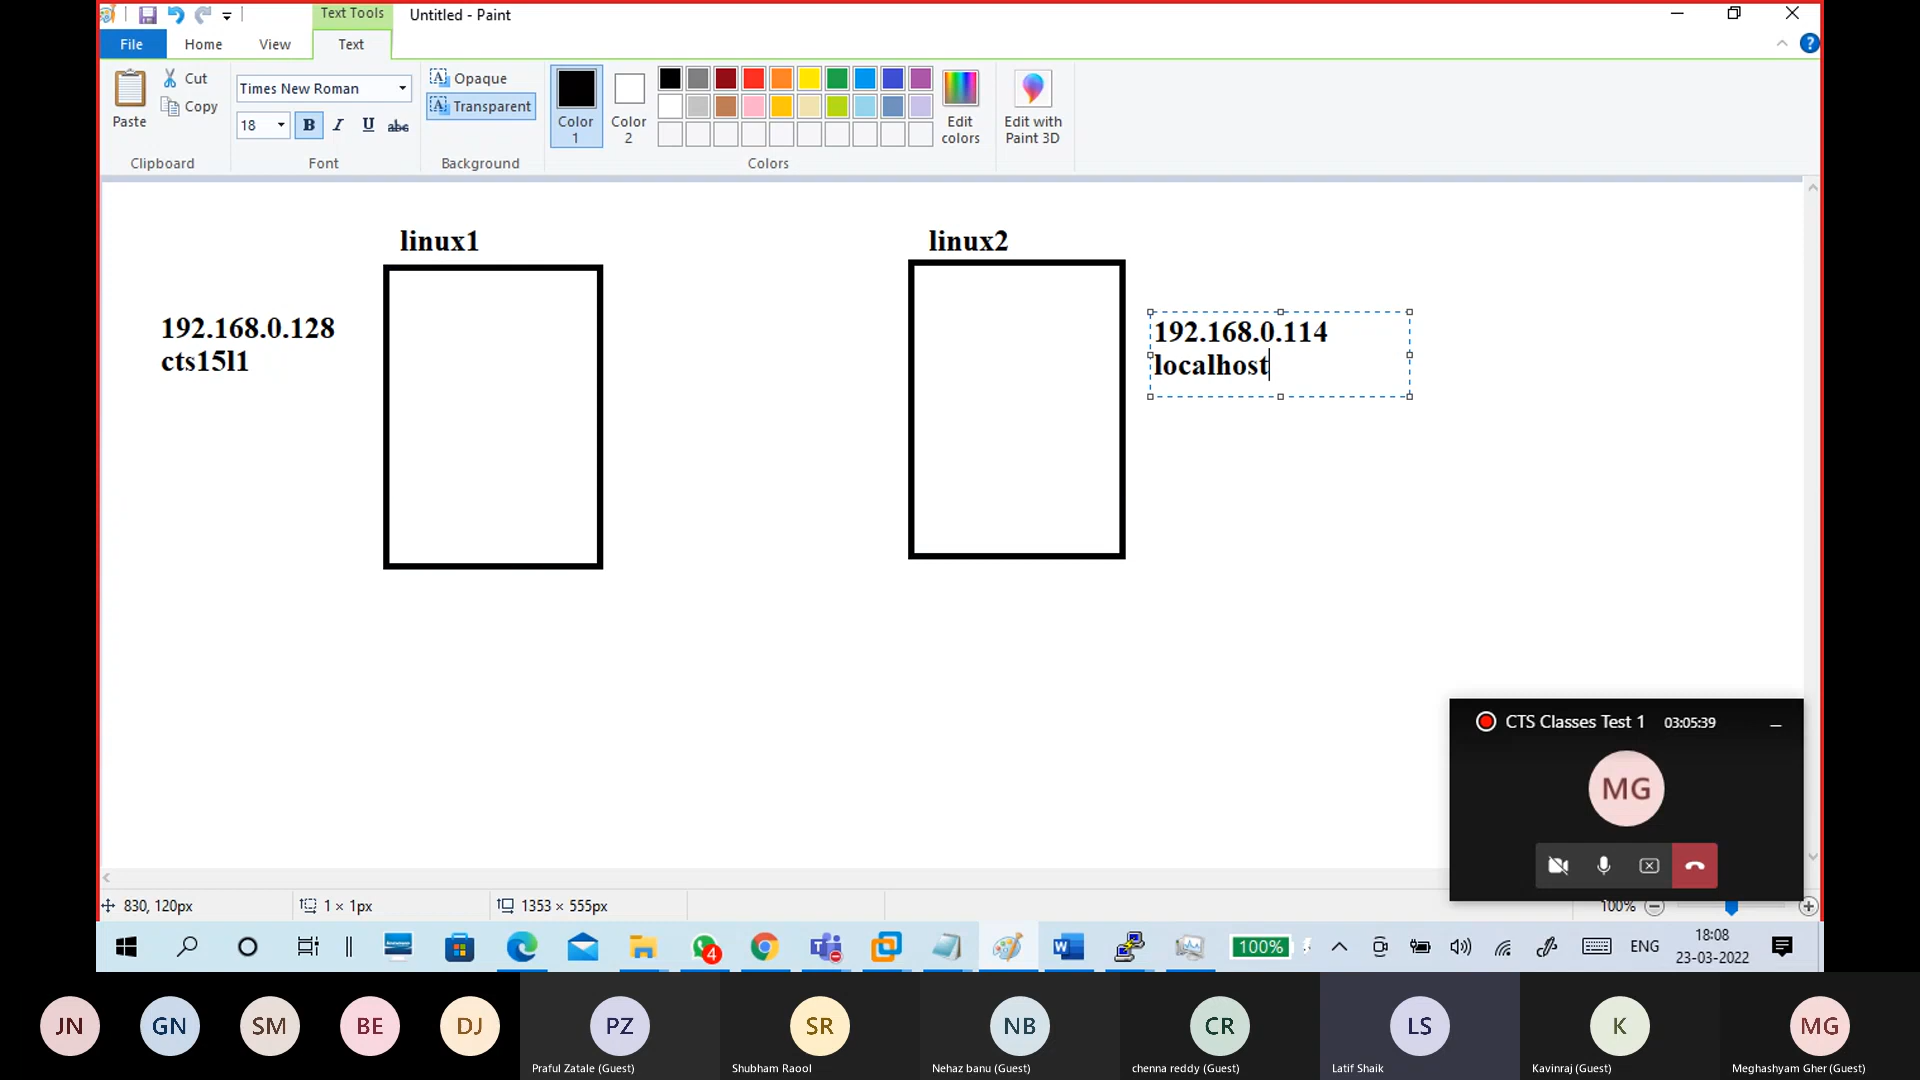 Text Tools
Untitled - Paint
File
Home
View
Text
Paste
Cut
Copy
Clipboard
Times New Roman
18
B
I
U
abc
Font
Opaque
Transparent
Background
Color
1
Color
2
Edit
colors
Colors
Edit with
Paint 3D
linux1
linux2
192.168.0.128
cts15l1
192.168.0.114
localhost
CTS Classes Test 1
03:05:39
MG
830, 120px
1 × 1px
1353 × 555px
100%
4
100%
ENG
18:08
23-03-2022
JN
GN
SM
BE
DJ
PZ
Praful Zatale (Guest)
SR
Shubham Raool
NB
Nehaz banu (Guest)
CR
chenna reddy (Guest)
LS
Latif Shaik
K
Kavinraj (Guest)
MG
Meghashyam Gher (Guest)